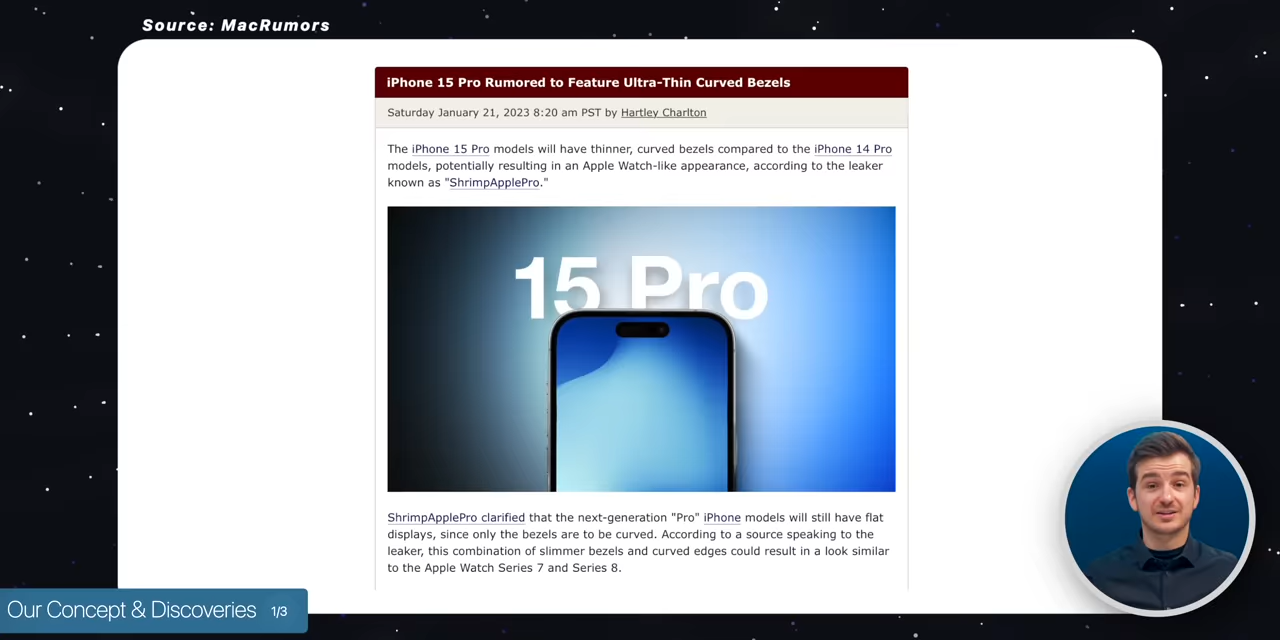 Source: MacRumors
iPhone 15 Pro Rumored to Feature Ultra-Thin Curved Bezels
Saturday January 21, 2023 8:20 am PST by Hartley Charlton
The iPhone 15 Pro models will have thinner, curved bezels compared to the iPhone 14 Pro
models, potentially resulting in an Apple Watch-like appearance, according to the leaker
known as "ShrimpApplePro."
15 Pro
ShrimpApplePro clarified that the next-generation "Pro" iPhone models will still have flat
displays, since only the bezels are to be curved. According to a source speaking to the
leaker, this combination of slimmer bezels and curved edges could result in a look similar
to the Apple Watch Series 7 and Series 8.
Our Concept & Discoveries 1/3